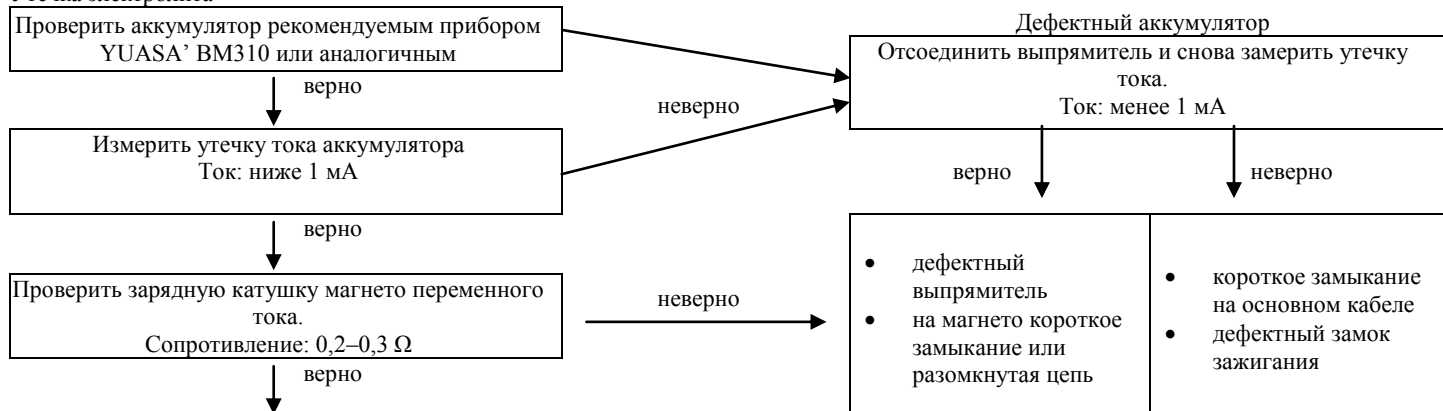 Проверить аккумулятор рекомендуемым прибором
YUASA’ BM310 или аналогичным
верно
Измерить утечку тока аккумулятора
Ток: ниже 1 мА
верно
Проверить зарядную катушку магнето переменного
тока.
Сопротивление: 0,2–0,3 Ω
верно
неверно
неверно
Дефектный аккумулятор
Отсоединить выпрямитель и снова замерить утечку
тока.
Ток: менее 1 мА
верно
неверно
• дефектный
выпрямитель
• на магнето короткое
замыкание или
разомкнутая цепь
• короткое замыкание
на основном кабеле
• дефектный замок
зажигания